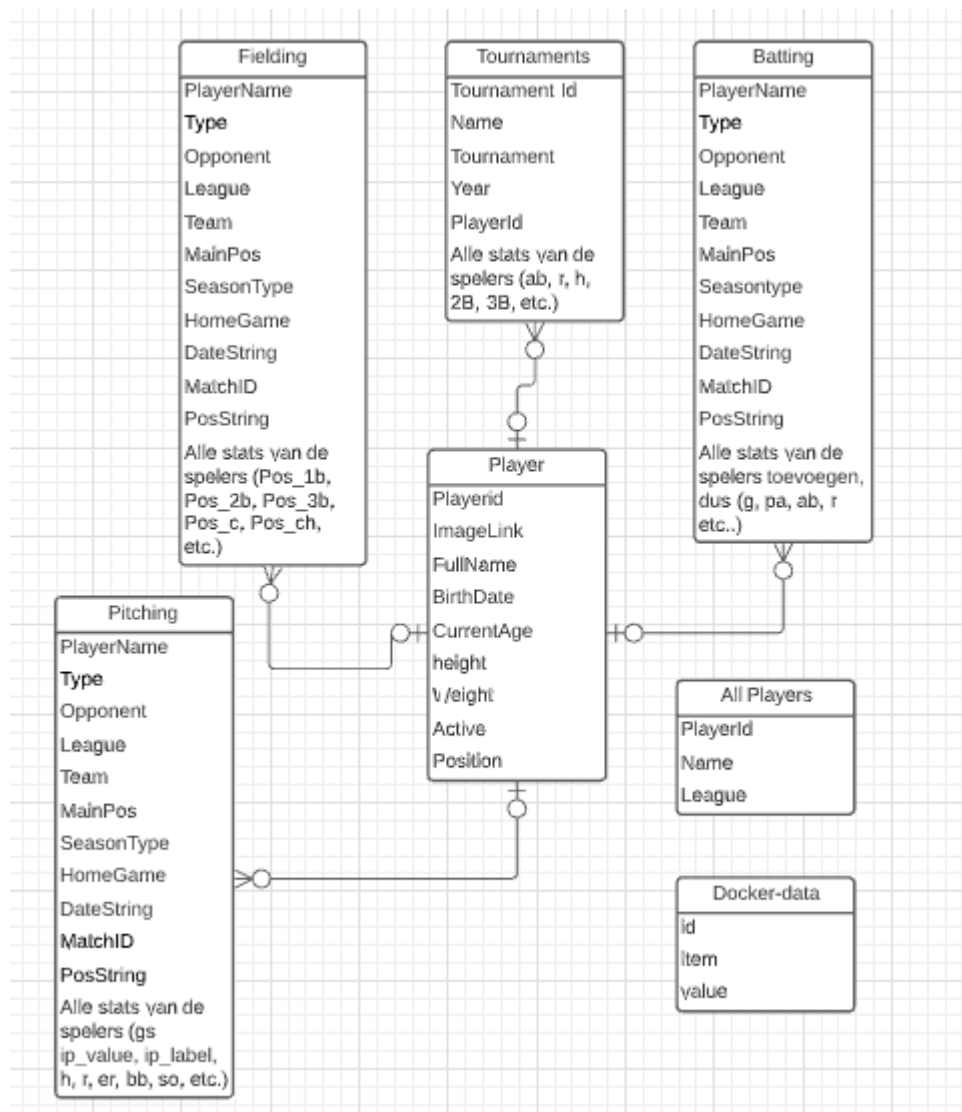 Fielding
PlayerName
Type
Opponent
League
Team
MainPos
SeasonType
HomeGame
DateString
MatchID
PosString
Alle stats van de
spelers (Pos_1b,
Pos_2b, Pos_3b,
Pos_c, Pos_ch,
etc.)
Tournaments
Tournament Id
Name
Tournament
Year
PlayerId
Alle stats van de
spelers (ab, r, h,
2B, 3B, etc.)
Batting
PlayerName
Type
Opponent
League
Team
MainPos
Seasontype
HomeGame
DateString
MatchID
PosString
Alle stats van de
spelers toevoegen,
dus (g, pa, ab, r
etc..)
Player
Playerid
ImageLink
FullName
BirthDate
CurrentAge
height
Weight
Active
Position
Pitching
PlayerName
Type
Opponent
League
Team
MainPos
SeasonType
HomeGame
DateString
MatchID
PosString
Alle stats van de
spelers (gs
ip_value, ip_label,
h, r, er, bb, so, etc.)
All Players
PlayerId
Name
League
Docker-data
id
item
value